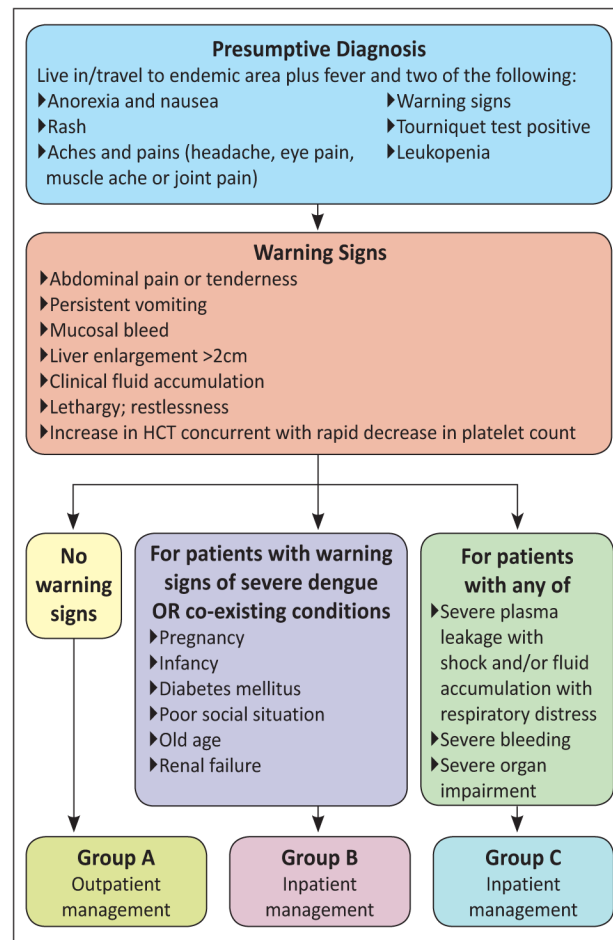 Presumptive Diagnosis
Live in/travel to endemic area plus fever and two of the following:
Anorexia and nausea
Rash
Aches and pains (headache, eye pain,
muscle ache or joint pain)
Warning signs
Tourniquet test positive
Leukopenia
Warning Signs
Abdominal pain or tenderness
Persistent vomiting
Mucosal bleed
Liver enlargement >2cm
Clinical fluid accumulation
Lethargy; restlessness
Increase in HCT concurrent with rapid decrease in platelet count
No
warning
signs
For patients with warning
signs of severe dengue
OR co-existing conditions
Pregnancy
Infancy
Diabetes mellitus
Poor social situation
Old age
Renal failure
For patients
with any of
Severe plasma
leakage with
shock and/or fluid
accumulation with
respiratory distress
Severe bleeding
Severe organ
impairment
Group A
Outpatient
management
Group B
Inpatient
management
Group C
Inpatient
management